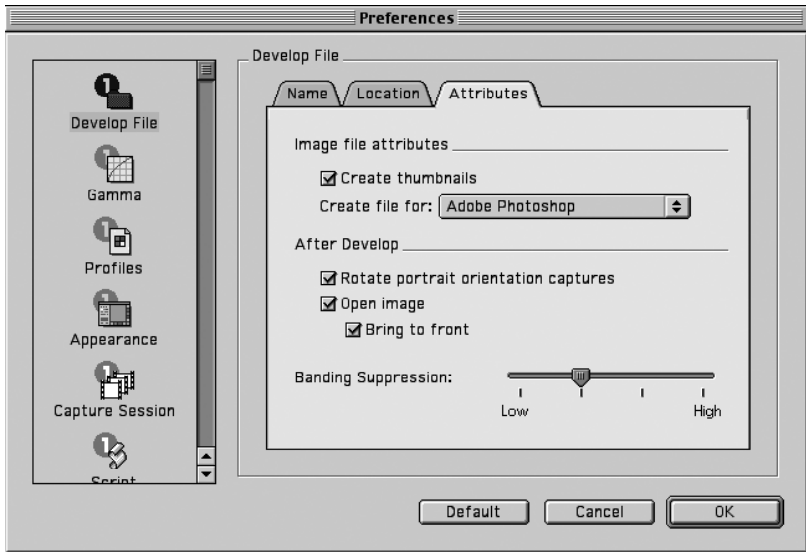 Preferences
Develop File
Gamma
Profiles
Appearance
Capture Session
Script
Develop File
Name
Location
Attributes
Image file attributes
Create thumbnails
Create file for: Adobe Photoshop
After Develop
Rotate portrait orientation captures
Open image
Bring to front
Banding Suppression:
Low
High
Default
Cancel
OK